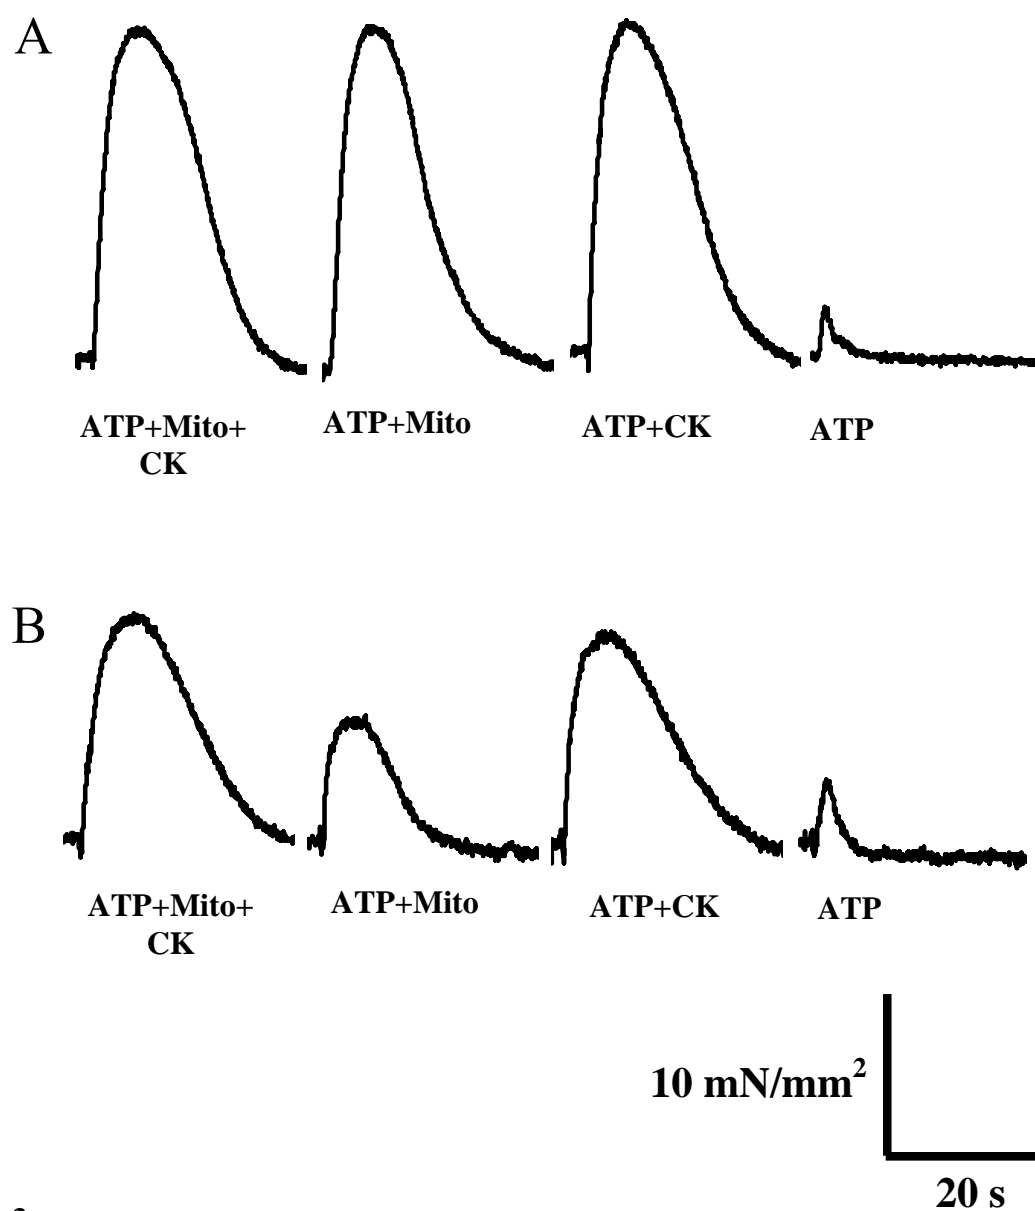 A
ATP+Mito+
CK
ATP+Mito
ATP+CK
ATP
B
ATP+Mito+
CK
ATP+Mito
ATP+CK
ATP
10 mN/mm²
20 s